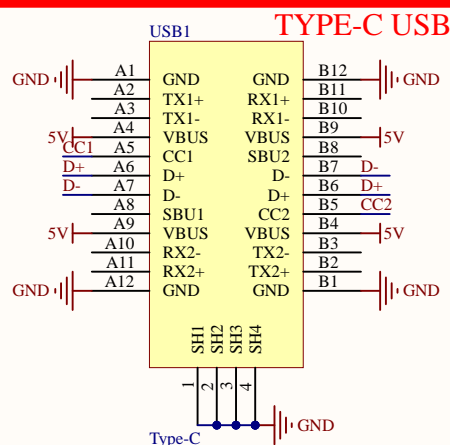 TYPE-C USB
USB1
GND A1 GND GND B12 GND
A2 TX1+ RX1+ B11
A3 TX1- RX1- B10
5V A4 VBUS VBUS B9 5V
CC1 A5 CC1 SBU2 B8
D+ A6 D+ D- B7 D-
D- A7 D- D+ B6 D+
A8 SBU1 CC2 B5 CC2
5V A9 VBUS VBUS B4 5V
A10 RX2- TX2- B3
A11 RX2+ TX2+ B2
GND A12 GND GND B1 GND
SH1 SH2 SH3 SH4
1 2 3 4
GND
Type-C